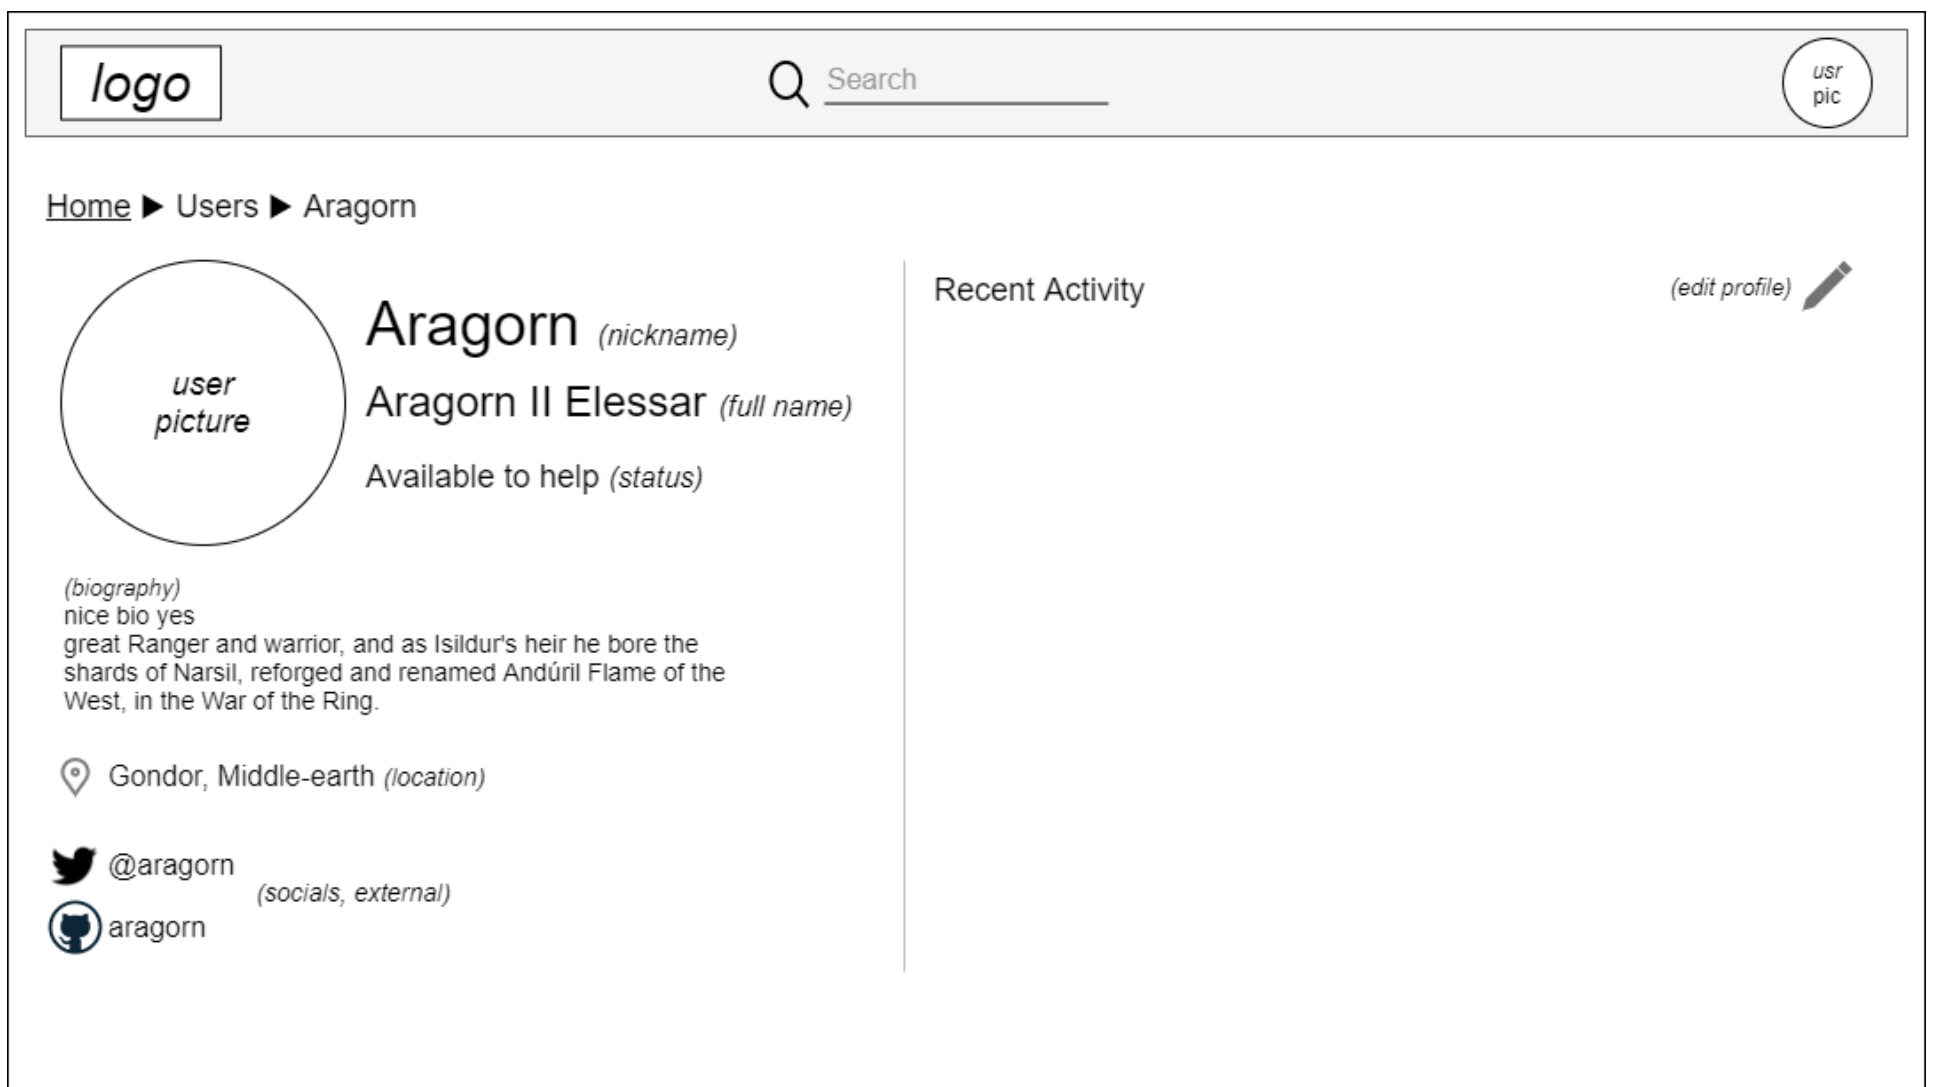 logo
Search
usr
pic
Home Users Aragorn
user
picture
Aragorn (nickname)
Aragorn II Elessar (full name)
Available to help (status)
(biography)
nice bio yes
great Ranger and warrior, and as Isildur's heir he bore the
shards of Narsil, reforged and renamed Andúril Flame of the
West, in the War of the Ring.
Gondor, Middle-earth (location)
@aragorn
(socials, external)
aragorn
Recent Activity
(edit profile)